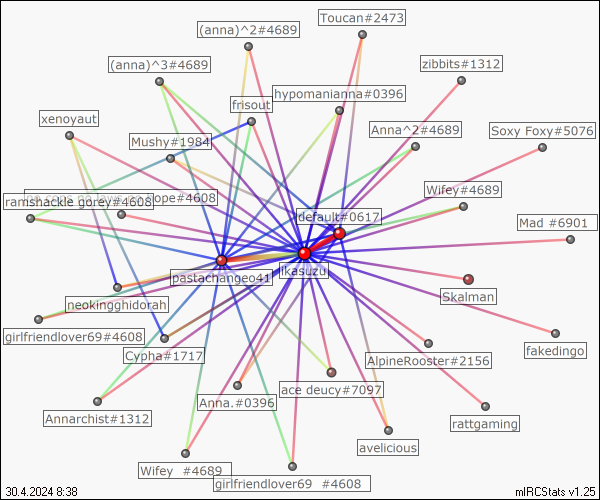 Toucan#2473
(anna)^2#4689
(anna)^3#4689
zibbits#1312
hypomanianna#0396
frisout
xenoyaut
Anna^2#4689
Soxy Foxy#5076
Mushy#1984
Wifey#4689
ramshackle gorey#4608
ope#4608
!default#0617
Mad #6901
ikasuzu
pastachangeo41
Skalman
neokingghidorah
girlfriendlover69#4608
fakedingo
Cypha#1717
AlpineRooster#2156
ace deucy#7097
Anna.#0396
Annarchist#1312
rattgaming
avelicious
Wifey #4689
girlfriendlover69 #4608
30.4.2024 8:38
mIRCStats v1.25